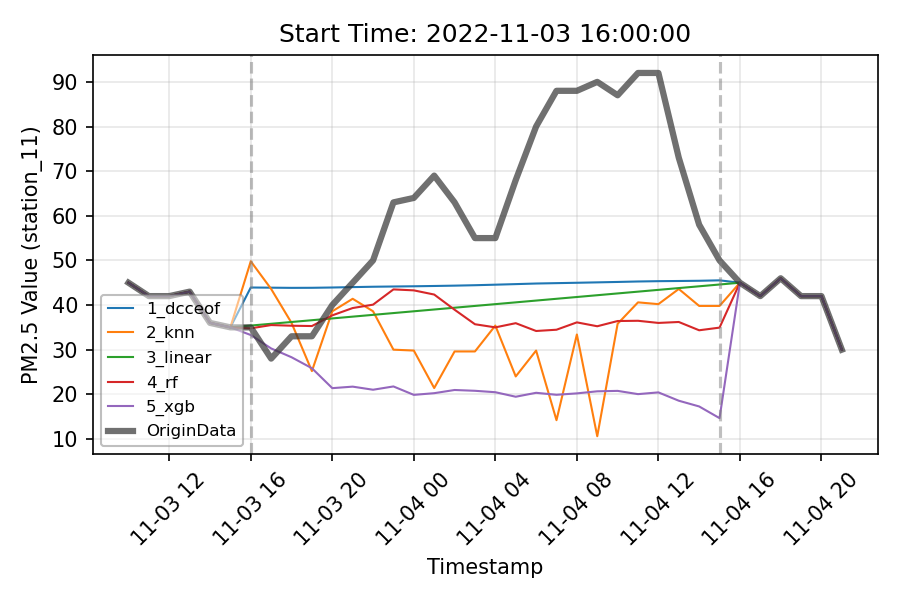 Start Time: 2022-11-03 16:00:00
PM2.5 Value (station_11)
90
80
70
60
50
40
30
20
10
1_dcceof
2_knn
3_linear
4_rf
5_xgb
OriginData
11-03 12
11-03 16
11-03 20
11-04 00
11-04 04
11-04 08
11-04 12
11-04 16
11-04 20
Timestamp